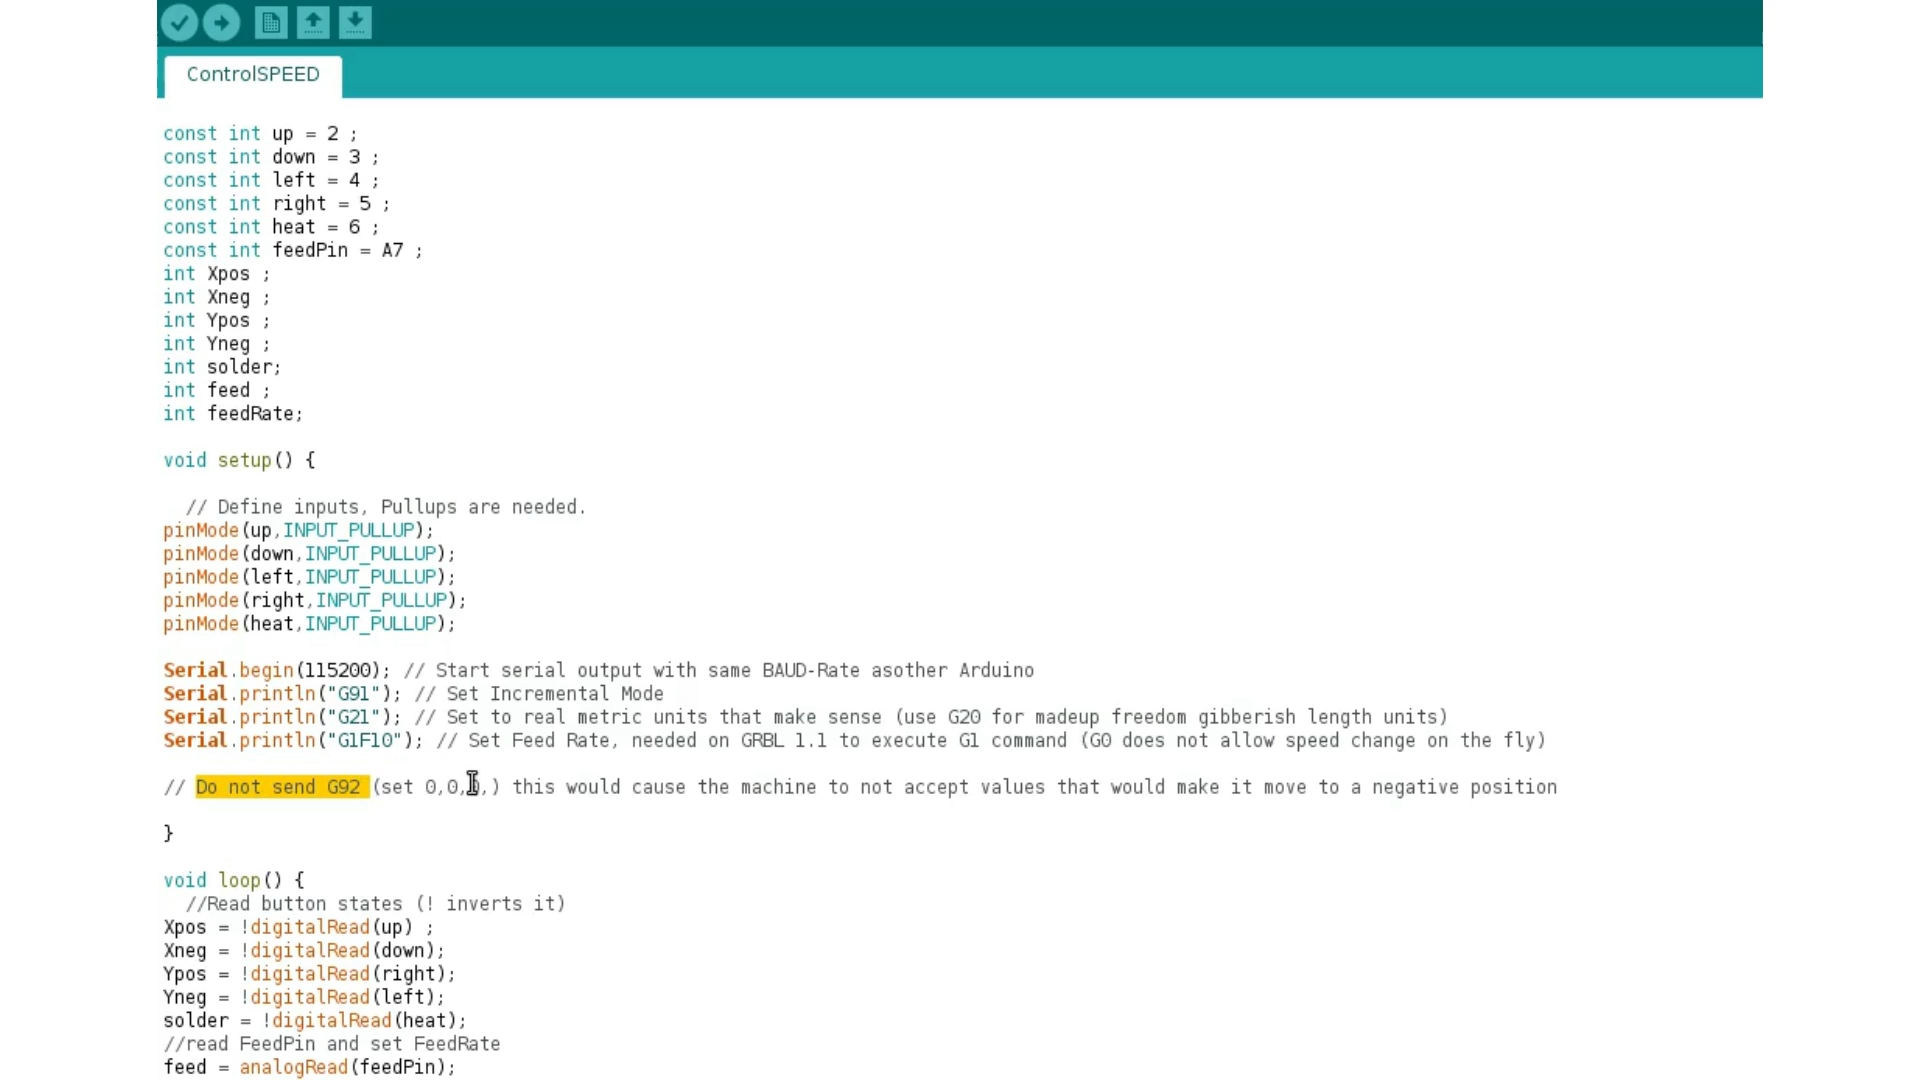 ControlSPEED
const int up = 2 ;
const int down = 3 ;
const int left = 4 ;
const int right = 5 ;
const int heat = 6 ;
const int feedPin = A7 ;
int Xpos ;
int Xneg ;
int Ypos ;
int Yneg ;
int solder;
int feed ;
int feedRate;
void setup() {
// Define inputs, Pullups are needed.
pinMode(up,INPUT_PULLUP);
pinMode(down,INPUT_PULLUP);
pinMode(left,INPUT_PULLUP);
pinMode(right,INPUT_PULLUP);
pinMode(heat,INPUT_PULLUP);
Serial.begin(115200); // Start serial output with same BAUD-Rate asother Arduino
Serial.println("G91"); // Set Incremental Mode
Serial.println("G21"); // Set to real metric units that make sense (use G20 for madeup freedom gibberish length units)
Serial.println("G1F10"); // Set Feed Rate, needed on GRBL 1.1 to execute G1 command (G0 does not allow speed change on the fly)
// Do not send G92 (set 0,0,0,) this would cause the machine to not accept values that would make it move to a negative position
}
void loop() {
//Read button states (! inverts it)
Xpos = !digitalRead(up) ;
Xneg = !digitalRead(down);
Ypos = !digitalRead(right);
Yneg = !digitalRead(left);
solder = !digitalRead(heat);
//read FeedPin and set FeedRate
feed = analogRead(feedPin);